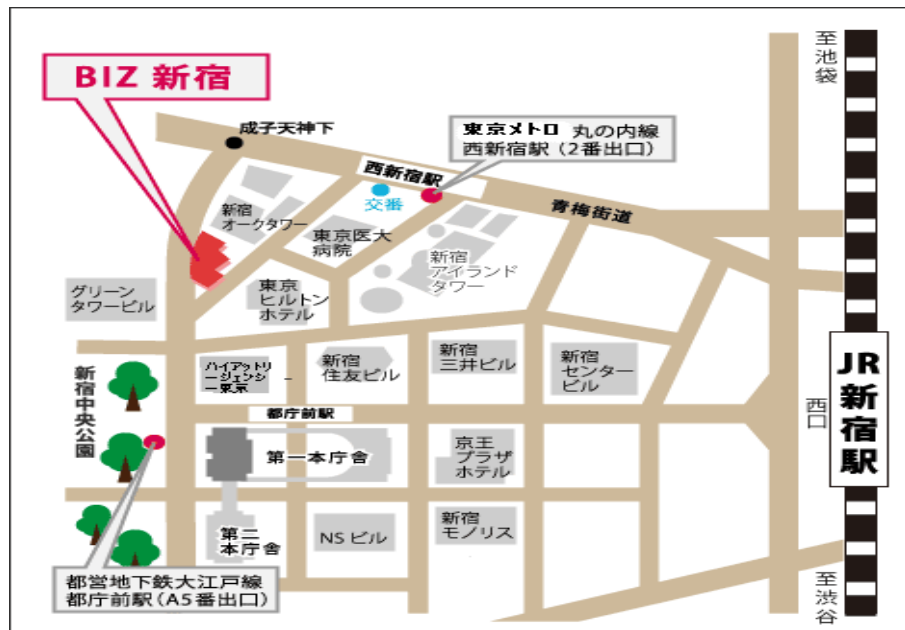 BIZ 新宿
成子天神下
東京メトロ 丸の内線
西新宿駅（2番出口）
西新宿駅
交番
青梅街道
至池袋
新宿
オークタワー
東京医大
病院
新宿
アイランド
タワー
グリーン
タワービル
東京
ヒルトン
ホテル
ハイアットリ
ージェンシ
ー東京
新宿
住友ビル
新宿
三井ビル
新宿
センター
ビル
新宿中央公園
都庁前駅
西口
JR新宿駅
第一本庁舎
京王
プラザ
ホテル
第二
本庁舎
NSビル
新宿
モノリス
都営地下鉄大江戸線
都庁前駅（A5番出口）
至渋谷